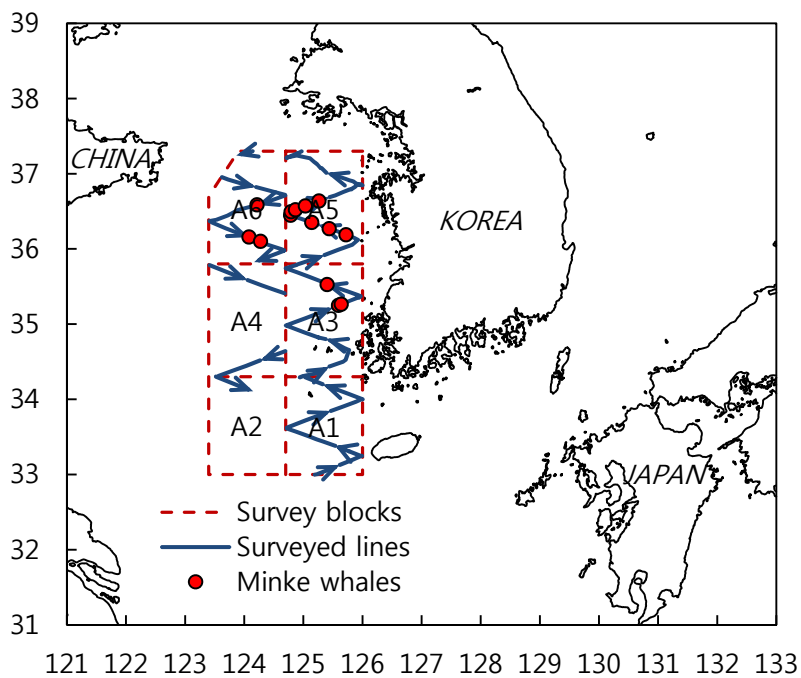 39
38
37
36
35
34
33
32
31
CHINA
KOREA
JAPAN
A6
A5
A4
A3
A2
A1
Survey blocks
Surveyed lines
Minke whales
121 122 123 124 125 126 127 128 129 130 131 132 133